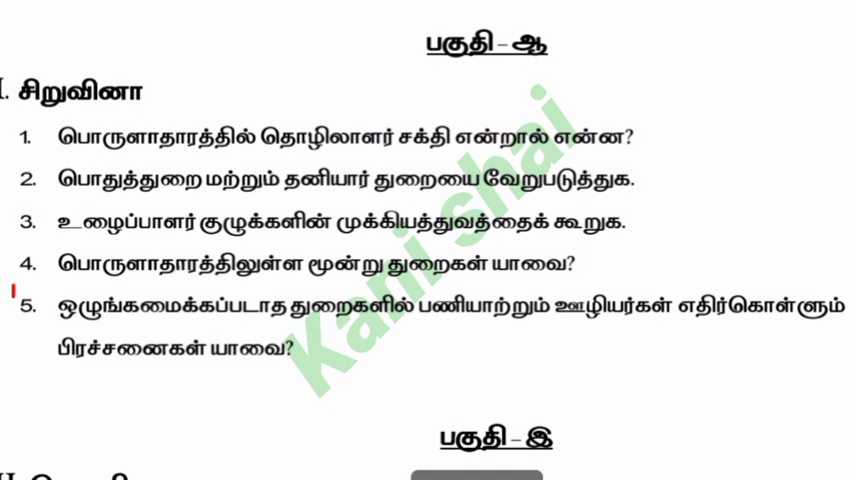 பகுதி – ஆ
I. சிறுவினா
1. பொருளாதாரத்தில் தொழிலாளர் சக்தி என்றால் என்ன?
2. பொதுத்துறை மற்றும் தனியார் துறையை வேறுபடுத்துக.
3. உழைப்பாளர் குழுக்களின் முக்கியத்துவத்தைக் கூறுக.
4. பொருளாதாரத்திலுள்ள மூன்று துறைகள் யாவை?
5. ஒழுங்கமைக்கப்படாத துறைகளில் பணியாற்றும் ஊழியர்கள் எதிர்கொள்ளும்
பிரச்சனைகள் யாவை?
Kani shai
பகுதி – இ